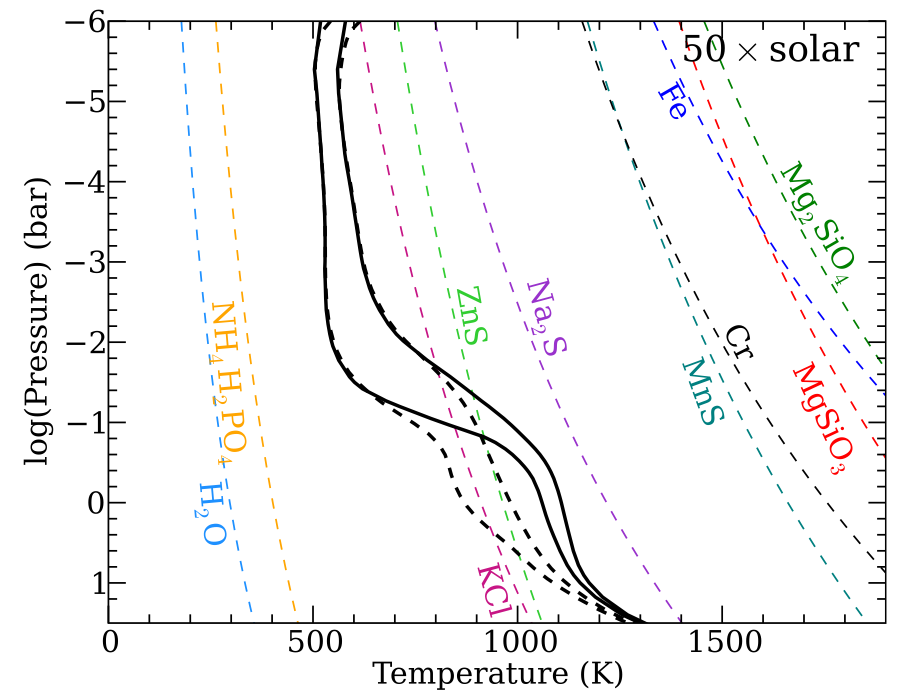 50 × solar
−6
−5
−4
−3
−2
−1
0
1
log(Pressure) (bar)
Fe
Mg₂SiO₄
NH₄H₂PO₄
ZnS
Na₂S
Cr
MnS
MgSiO₃
H₂O
KCl
0
500
1000
1500
Temperature (K)